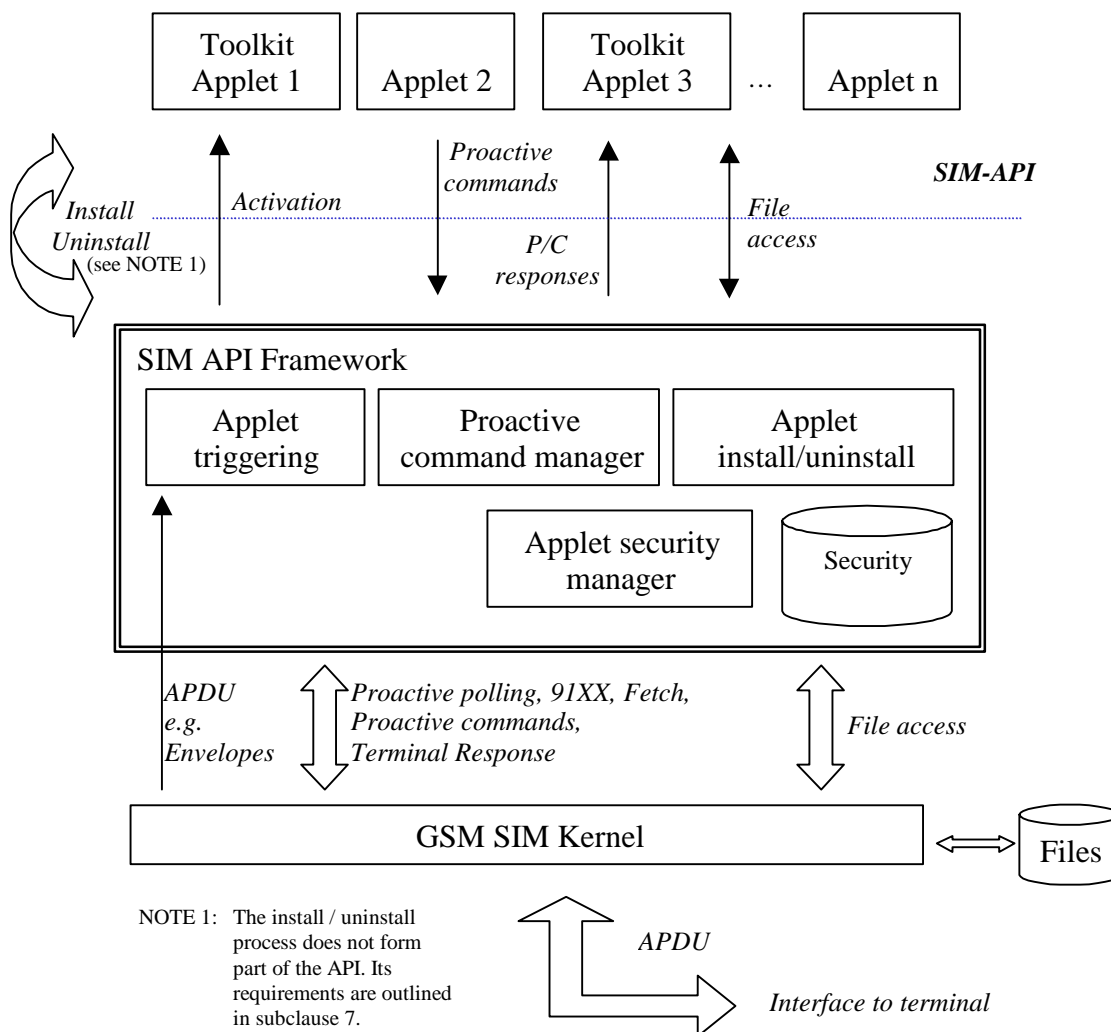 Toolkit
Applet 1
Applet 2
Toolkit
Applet 3
...
Applet n
Proactive
commands
SIM-API
Install
Uninstall
(see NOTE 1)
Activation
P/C
responses
File
access
SIM API Framework
Applet
triggering
Proactive
command manager
Applet
install/uninstall
Applet security
manager
Security
APDU
e.g.
Envelopes
Proactive polling, 91XX, Fetch,
Proactive commands,
Terminal Response
File access
GSM SIM Kernel
Files
NOTE 1: The install / uninstall
process does not form
part of the API. Its
requirements are outlined
in subclause 7.
APDU
Interface to terminal